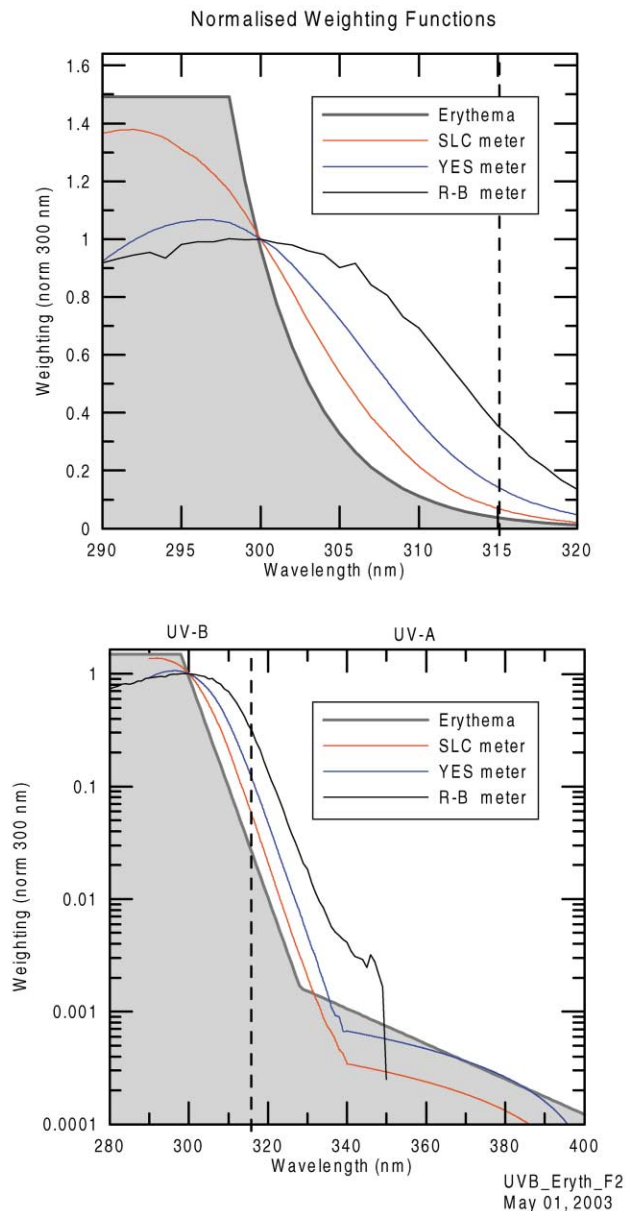 Normalised Weighting Functions
Weighting (norm 300 nm)
1.6
1.4
1.2
1
0.8
0.6
0.4
0.2
0
Erythema
SLC meter
YES meter
R-B meter
290 295 300 305 310 315 320
Wavelength (nm)
UV-B UV-A
Weighting (norm 300 nm)
1
0.1
0.01
0.001
0.0001
Erythema
SLC meter
YES meter
R-B meter
280 300 320 340 360 380 400
Wavelength (nm)
UVB_Eryth_F2
May 01, 2003